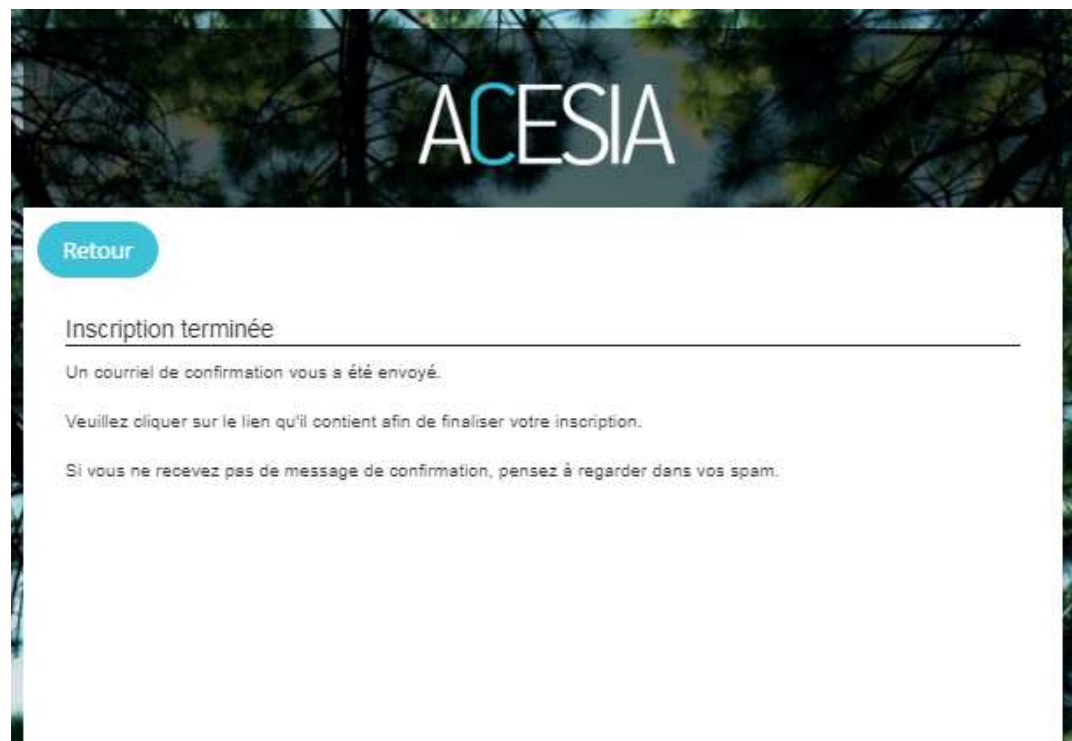 ACESIA
Retour
Inscription terminée
Un courriel de confirmation vous a été envoyé.
Veuillez cliquer sur le lien qu'il contient afin de finaliser votre inscription.
Si vous ne recevez pas de message de confirmation, pensez à regarder dans vos spam.